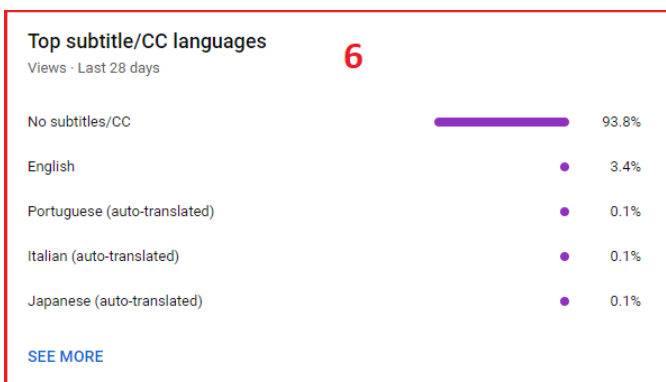 Top subtitle/CC languages
6
Views · Last 28 days
No subtitles/CC 93.8%
English 3.4%
Portuguese (auto-translated) 0.1%
Italian (auto-translated) 0.1%
Japanese (auto-translated) 0.1%
SEE MORE